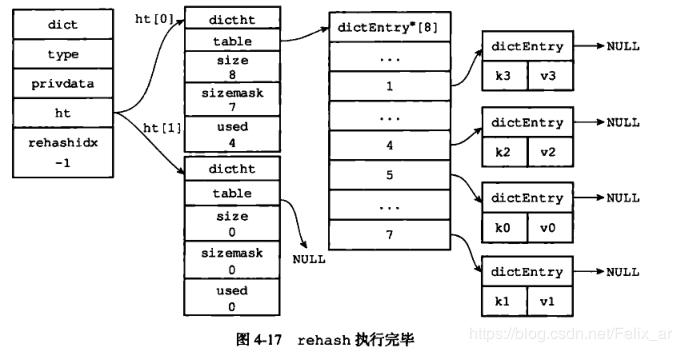 dict
type
privdata
ht
rehashidx
-1
ht[0]
ht[1]
dictht
table
size
8
sizemask
7
used
4
dictht
table
size
0
sizemask
0
used
0
NULL
dictEntry*[8]
...
1
...
4
5
...
7
dictEntry
k3 v3
NULL
dictEntry
k2 v2
NULL
dictEntry
k0 v0
NULL
dictEntry
k1 v1
NULL
图 4-17 rehash 执行完毕
https://blog.csdn.net/Felix_ar